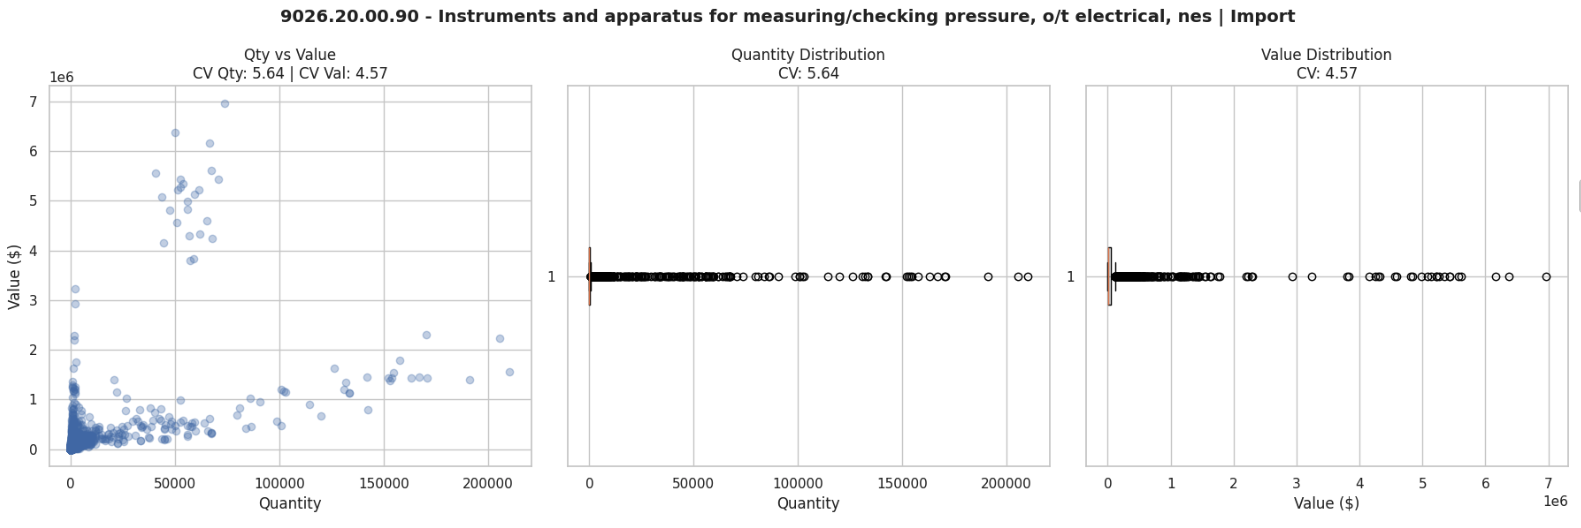 9026.20.00.90 - Instruments and apparatus for measuring/checking pressure, o/t electrical, nes | Import
Qty vs Value
CV Qty: 5.64 | CV Val: 4.57
1e6
7
6
5
4
3
2
1
0
Value ($)
0
50000
100000
150000
200000
Quantity
Quantity Distribution
CV: 5.64
1
0
50000
100000
150000
200000
Quantity
Value Distribution
CV: 4.57
1
0
1
2
3
4
5
6
7
1e6
Value ($)